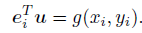 $e_i^T u = g(x_i, y_i).$